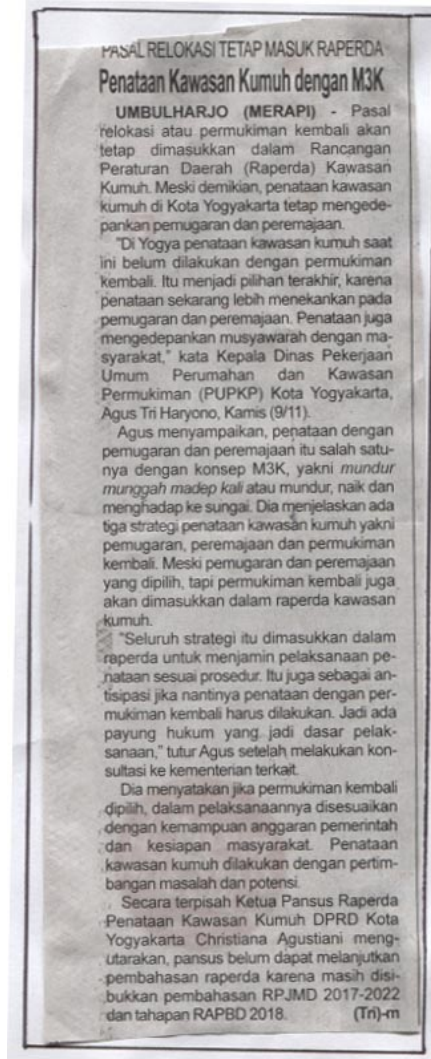 PASAL RELOKASI TETAP MASUK RAPERDA
Penataan Kawasan Kumuh dengan M3K
UMBULHARJO (MERAPI) - Pasal
relokasi atau permukiman kembali akan
tetap dimasukkan dalam Rancangan
Peraturan Daerah (Raperda) Kawasan
Kumuh. Meski demikian, penataan kawasan
kumuh di Kota Yogyakarta tetap mengede-
pankan pemugaran dan peremajaan.
"Di Yogya penataan kawasan kumuh saat
ini belum dilakukan dengan permukiman
kembali. Itu menjadi pilihan terakhir, karena
penataan sekarang lebih menekankan pada
pemugaran dan peremajaan. Penataan juga
mengedepankan musyawarah dengan ma-
syarakat," kata Kepala Dinas Pekerjaan
Umum Perumahan dan Kawasan
Permukiman (PUPKP) Kota Yogyakarta,
Agus Tri Haryono, Kamis (9/11).
Agus menyampaikan, penataan dengan
pemugaran dan peremajaan itu salah satu-
nya dengan konsep M3K, yakni mundur
munggah madep kali atau mundur, naik dan
menghadap ke sungai. Dia menjelaskan ada
tiga strategi penataan kawasan kumuh yakni
pemugaran, peremajaan dan permukiman
kembali. Meski pemugaran dan peremajaan
yang dipilih, tapi permukiman kembali juga
akan dimasukkan dalam raperda kawasan
kumuh.
"Seluruh strategi itu dimasukkan dalam
raperda untuk menjamin pelaksanaan pe-
nataan sesuai prosedur. Itu juga sebagai an-
tisipasi jika nantinya penataan dengan per-
mukiman kembali harus dilakukan. Jadi ada
payung hukum yang jadi dasar pelak-
sanaan," tutur Agus setelah melakukan kon-
sultasi ke kementerian terkait.
Dia menyatakan jika permukiman kembali
dipilih, dalam pelaksanaannya disesuaikan
dengan kemampuan anggaran pemerintah
dan kesiapan masyarakat. Penataan
kawasan kumuh dilakukan dengan pertim-
bangan masalah dan potensi.
Secara terpisah Ketua Pansus Raperda
Penataan Kawasan Kumuh DPRD Kota
Yogyakarta Christiana Agustiani meng-
utarakan, pansus belum dapat melanjutkan
pembahasan raperda karena masih disi-
bukkan pembahasan RPJMD 2017-2022
dan tahapan RAPBD 2018. (Tri)-m